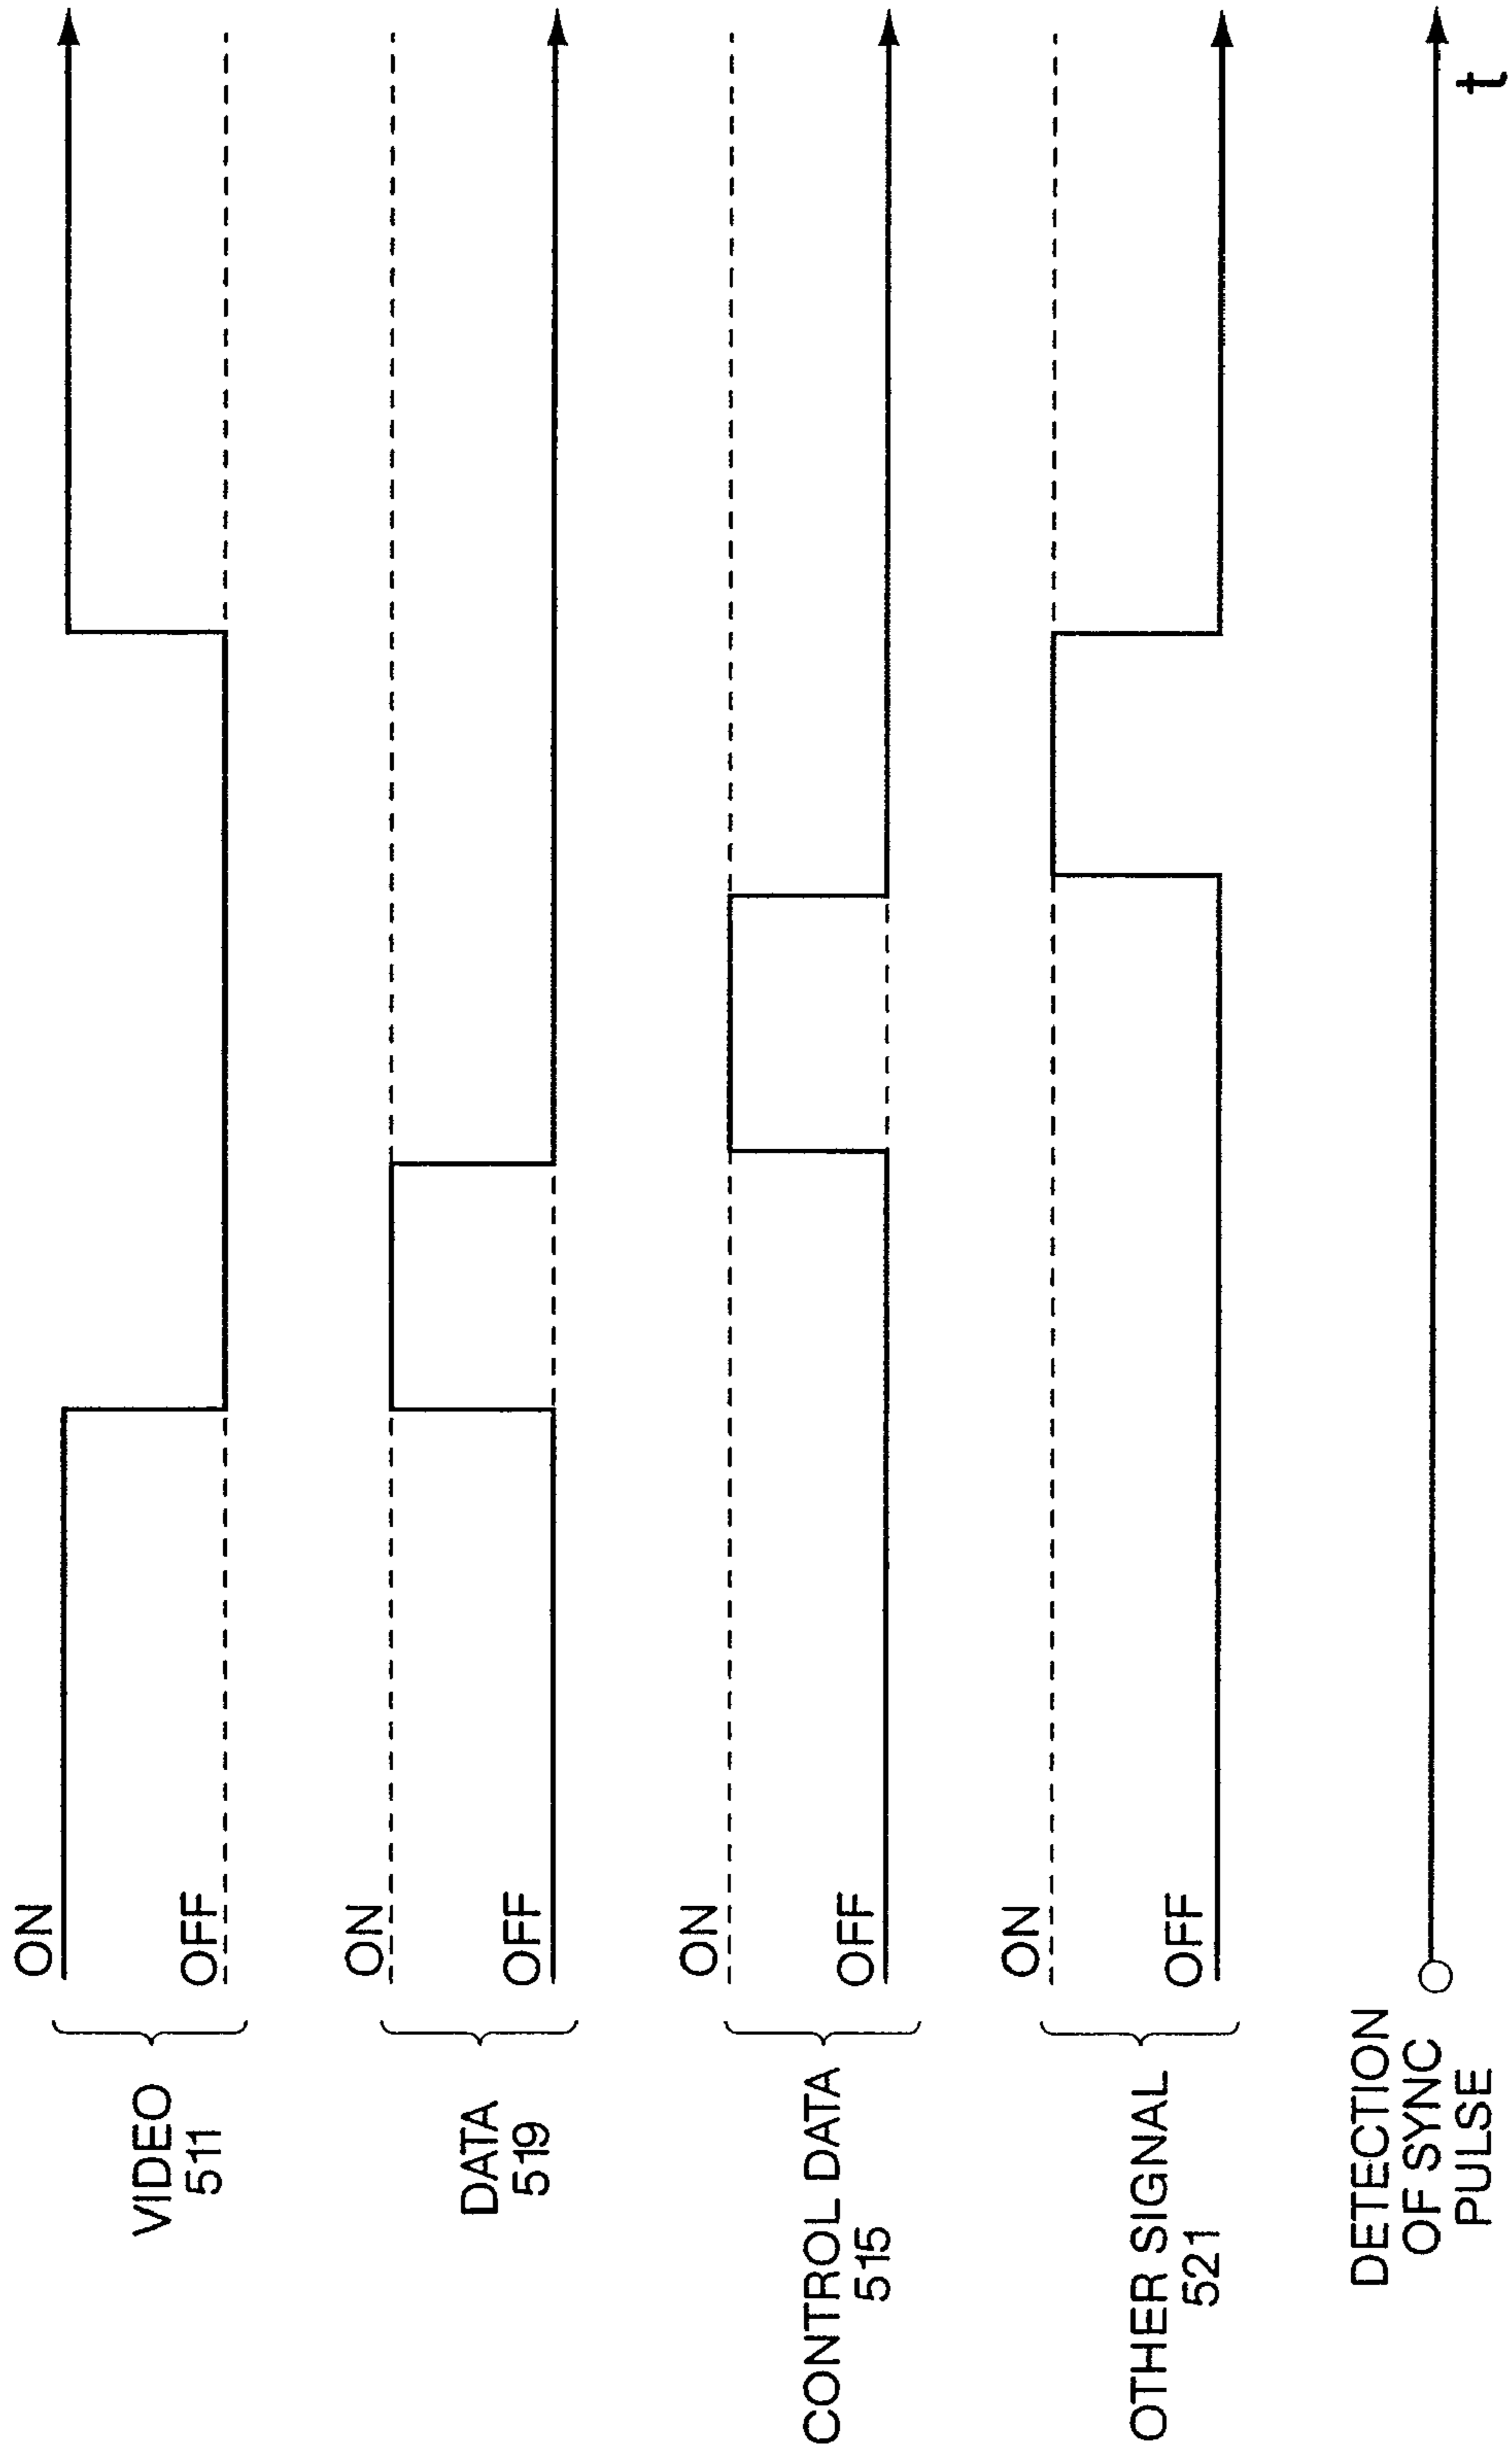 VIDEO
511
ON
OFF
DATA
519
ON
OFF
CONTROL DATA
515
ON
OFF
OTHER SIGNAL
521
ON
OFF
DETECTION
OF SYNC
PULSE
t